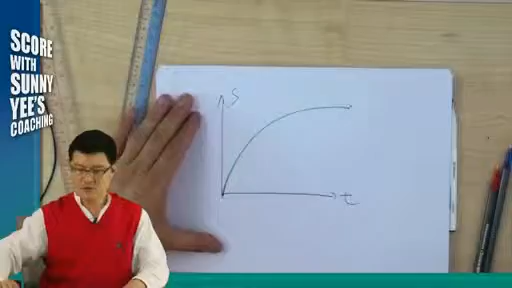 SCORE
WITH
SUNNY
YEE'S
COACHING
s
t